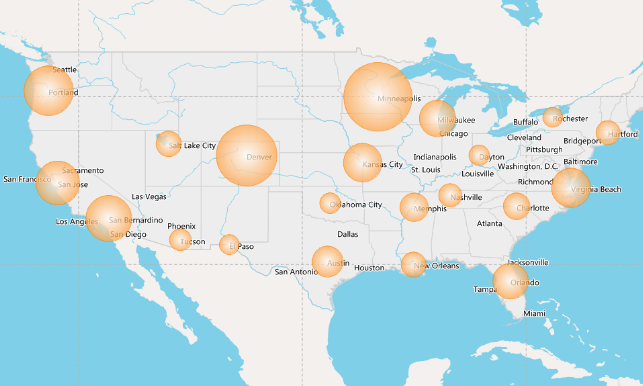 Seattle
Portland
Minneapolis
Milwaukee
Rochester
Buffalo
Hartford
Chicago
Cleveland
Bridgeport
Salt Lake City
Denver
Pittsburgh
Indianapolis
Dayton
Kansas City
Baltimore
Washington, D.C.
St. Louis
Louisville
Sacramento
San Francisco
San Jose
Richmond
Virginia Beach
Las Vegas
Nashville
Oklahoma City
Memphis
Charlotte
San Bernardino
Los Angeles
Phoenix
Atlanta
San Diego
Dallas
Tucson
El Paso
Jacksonville
Austin
New Orleans
Houston
San Antonio
Orlando
Tampa
Miami